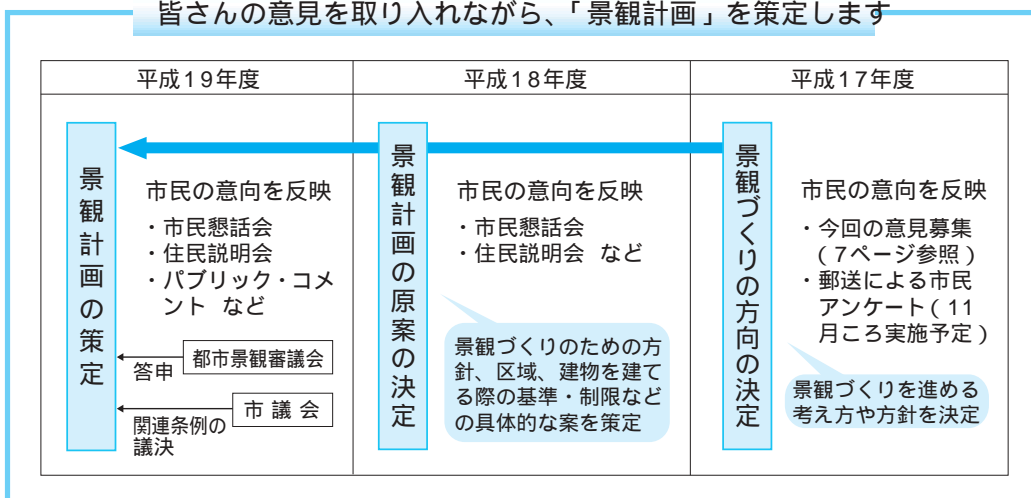 皆さんの意見を取り入れながら、「景観計画」を策定します
平成17年度
景観づくりの方向の決定
市民の意向を反映
・今回の意見募集
(7ページ参照)
・郵送による市民
アンケート(11
月ころ実施予定)
景観づくりを進める
考え方や方針を決定
平成18年度
景観計画の原案の決定
市民の意向を反映
・市民懇話会
・住民説明会 など
景観づくりのための方
針、区域、建物を建て
る際の基準・制限など
の具体的な案を策定
平成19年度
景観計画の策定
市民の意向を反映
・市民懇話会
・住民説明会
・パブリック・コメ
ント など
都市景観審議会
答申
市議会
関連条例の
議決